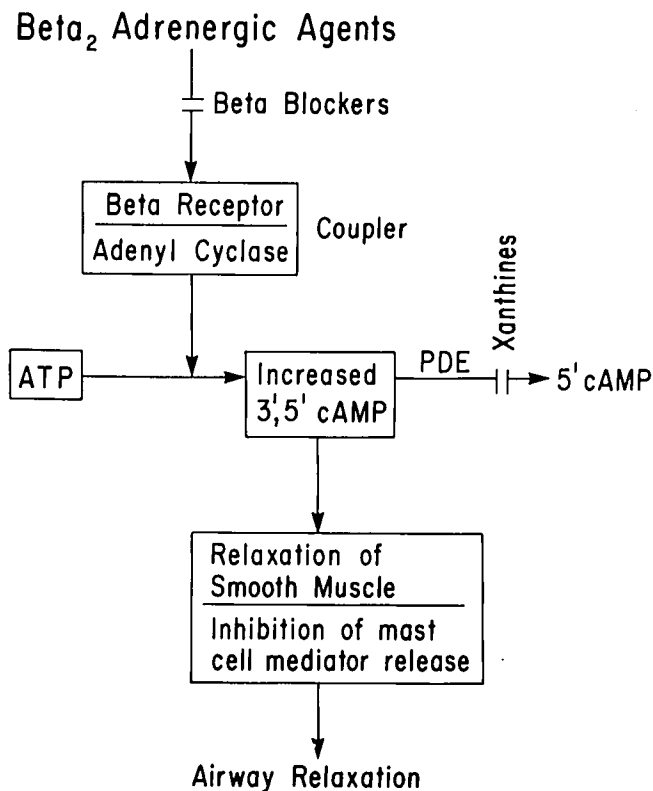 Beta₂ Adrenergic Agents
Beta Blockers
Beta Receptor
Adenyl Cyclase
Coupler
Xanthines
ATP
Increased
3',5' cAMP
PDE
5' cAMP
Relaxation of
Smooth Muscle
Inhibition of mast
cell mediator release
Airway Relaxation